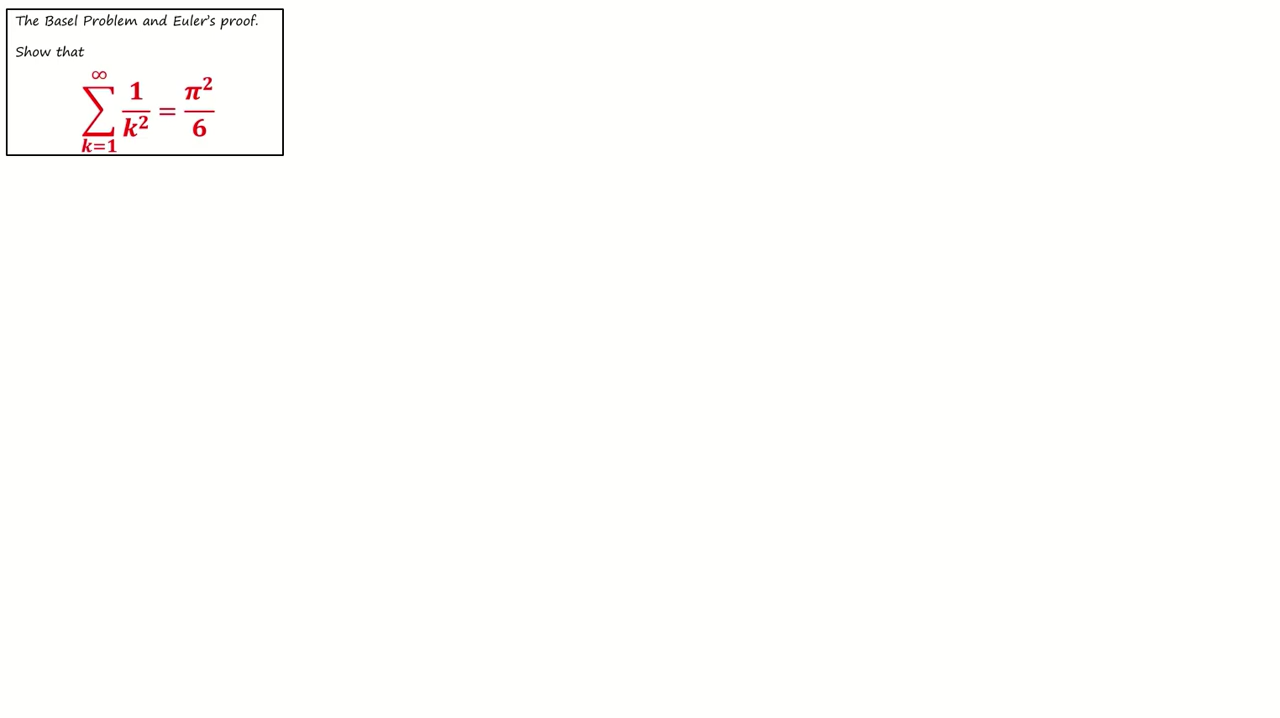 The Basel Problem and Euler's proof.
Show that
∞
∑ 1/k² = π²/6
k=1